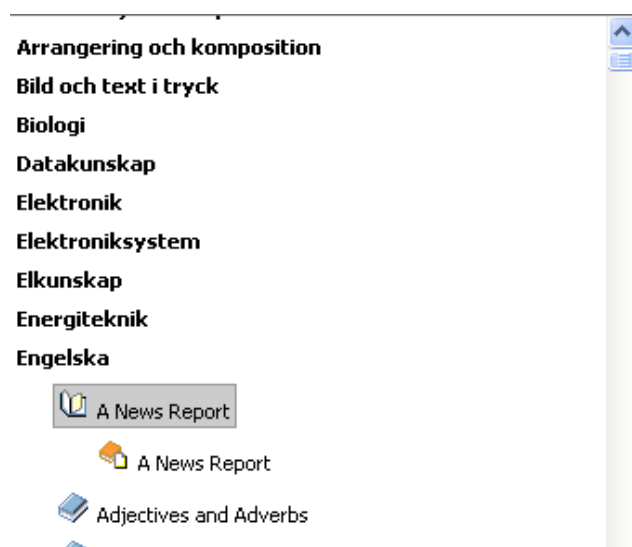 Arrangering och komposition
Bild och text i tryck
Biologi
Datakunskap
Elektronik
Elektroniksystem
Elkunskap
Energiteknik
Engelska
A News Report
A News Report
Adjectives and Adverbs